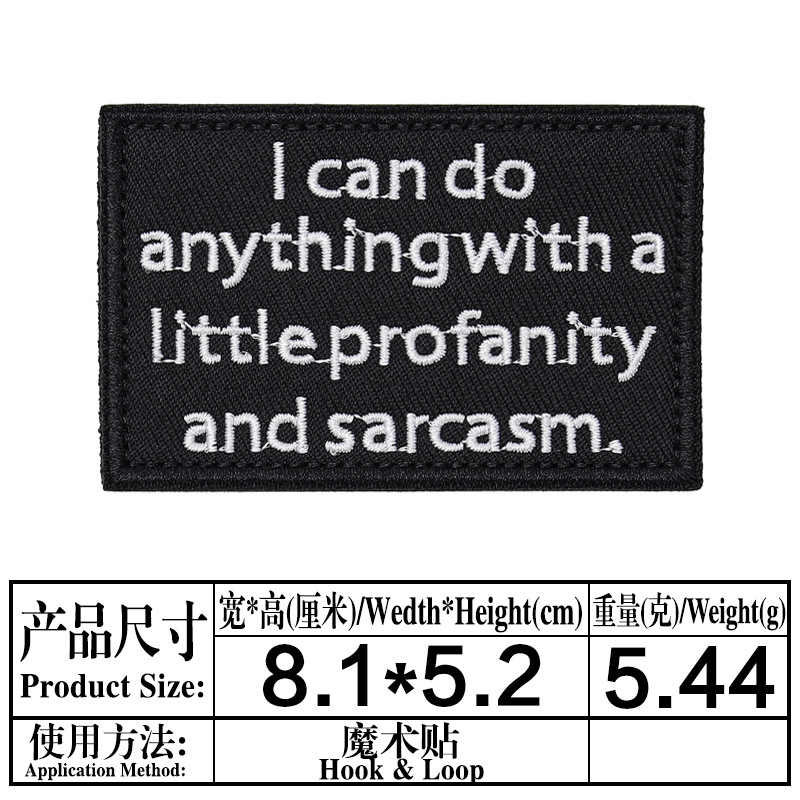 I can do
anything with a
little profanity
and sarcasm.
产品尺寸
Product Size:
宽*高(厘米)/Wedth*Height(cm)
重量(克)/Weight(g)
8.1*5.2
5.44
使用方法:
Application Method:
魔术贴
Hook & Loop